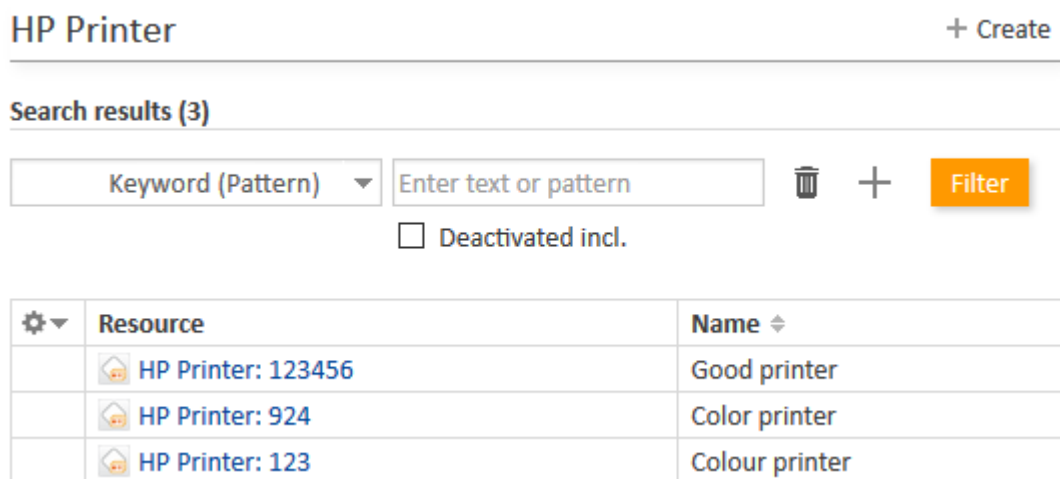 HP Printer + Create
Search results (3)
Keyword (Pattern) Enter text or pattern Filter
Deactivated incl.
Resource Name
HP Printer: 123456 Good printer
HP Printer: 924 Color printer
HP Printer: 123 Colour printer